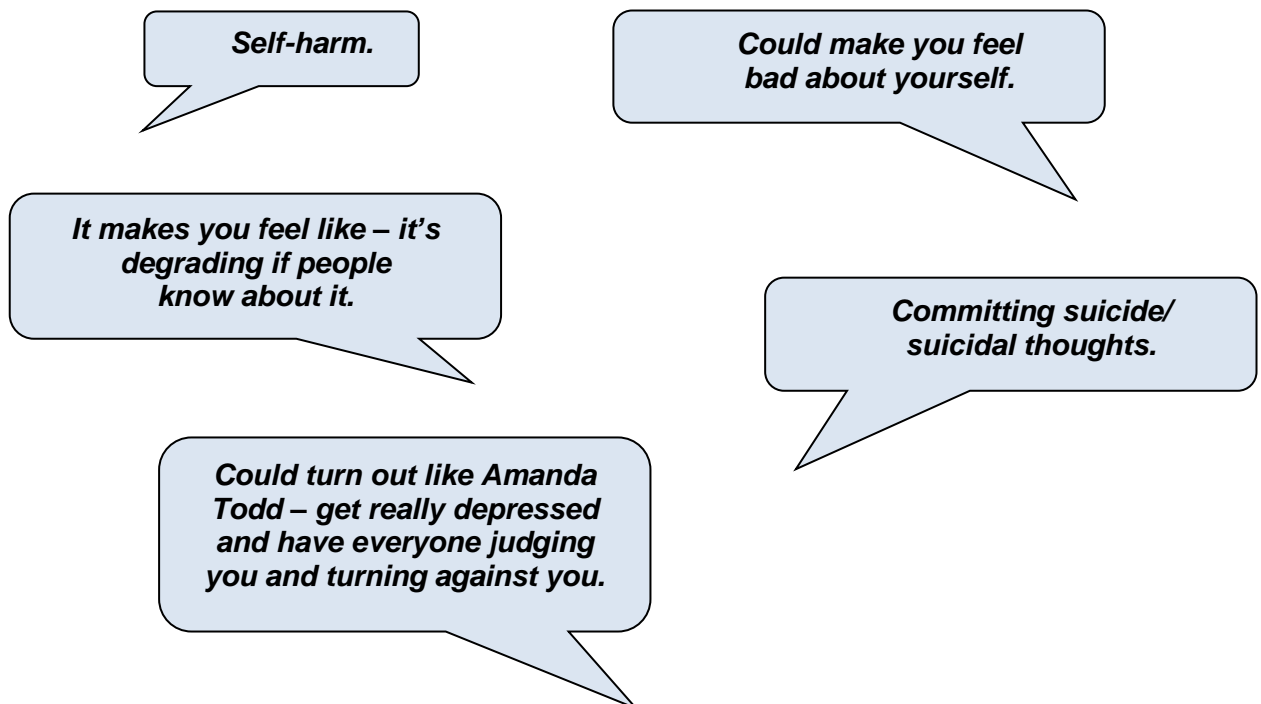 Self-harm.
Could make you feel
bad about yourself.
It makes you feel like – it’s
degrading if people
know about it.
Committing suicide/
suicidal thoughts.
Could turn out like Amanda
Todd – get really depressed
and have everyone judging
you and turning against you.